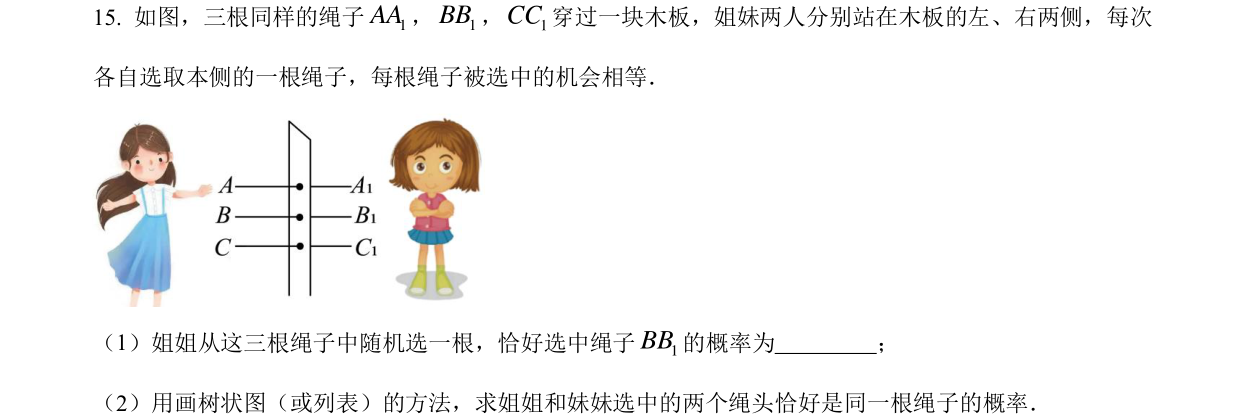 15. 如图，三根同样的绳子 AA₁，BB₁，CC₁ 穿过一块木板，姐妹两人分别站在木板的左、右两侧，每次
各自选取本侧的一根绳子，每根绳子被选中的机会相等．
A A₁
B B₁
C C₁
（1）姐姐从这三根绳子中随机选一根，恰好选中绳子 BB₁ 的概率为________；
（2）用画树状图（或列表）的方法，求姐姐和妹妹选中的两个绳头恰好是同一根绳子的概率．